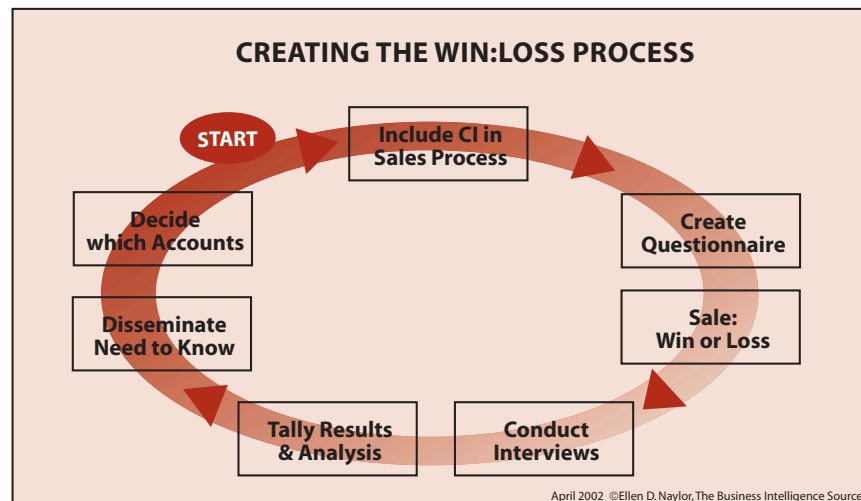 CREATING THE WIN:LOSS PROCESS
START
Include CI in
Sales Process
Create
Questionnaire
Sale:
Win or Loss
Conduct
Interviews
Tally Results
& Analysis
Disseminate
Need to Know
Decide
which Accounts
April 2002 ©Ellen D. Naylor, The Business Intelligence Source